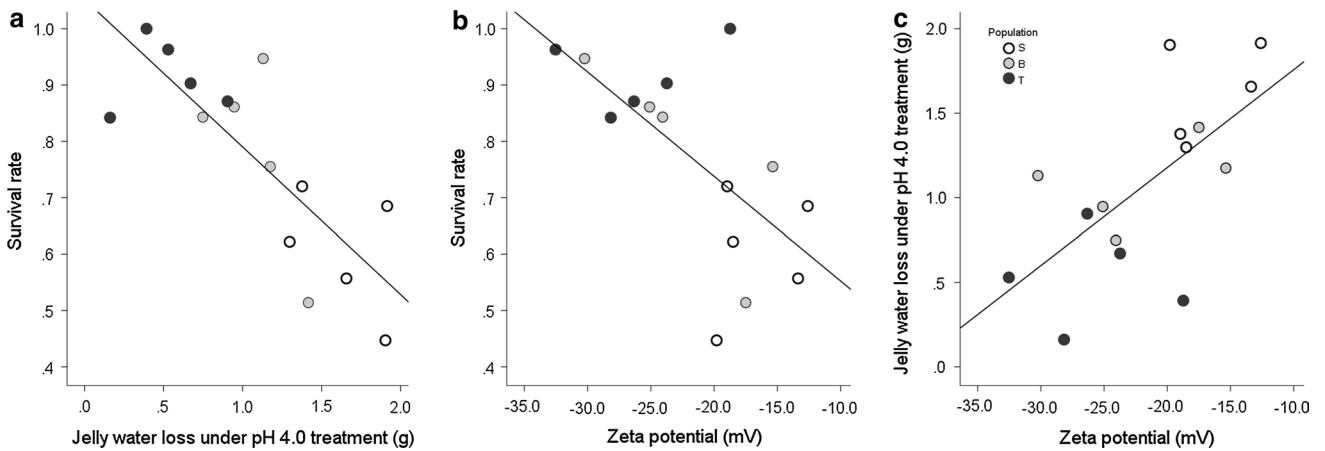 a
1.0
.9
.8
.7
.6
.5
.4
Survival rate
.0 .5 1.0 1.5 2.0
Jelly water loss under pH 4.0 treatment (g)
b
1.0
.9
.8
.7
.6
.5
.4
Survival rate
-35.0 -30.0 -25.0 -20.0 -15.0 -10.0
Zeta potential (mV)
c
Population
S
B
T
2.0
1.5
1.0
.5
.0
Jelly water loss under pH 4.0 treatment (g)
-35.0 -30.0 -25.0 -20.0 -15.0 -10.0
Zeta potential (mV)